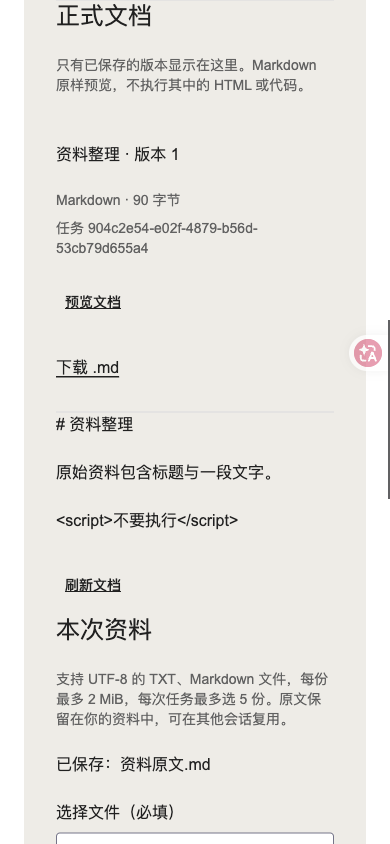 正式文档
只有已保存的版本显示在这里。Markdown
原样预览，不执行其中的 HTML 或代码。
资料整理 · 版本 1
Markdown · 90 字节
任务 904c2e54-e02f-4879-b56d-
53cb79d655a4
预览文档
下载 .md
# 资料整理
原始资料包含标题与一段文字。
<script>不要执行</script>
刷新文档
本次资料
支持 UTF-8 的 TXT、Markdown 文件，每份
最多 2 MiB，每次任务最多选 5 份。原文保
留在你的资料中，可在其他会话复用。
已保存：资料原文.md
选择文件（必填）